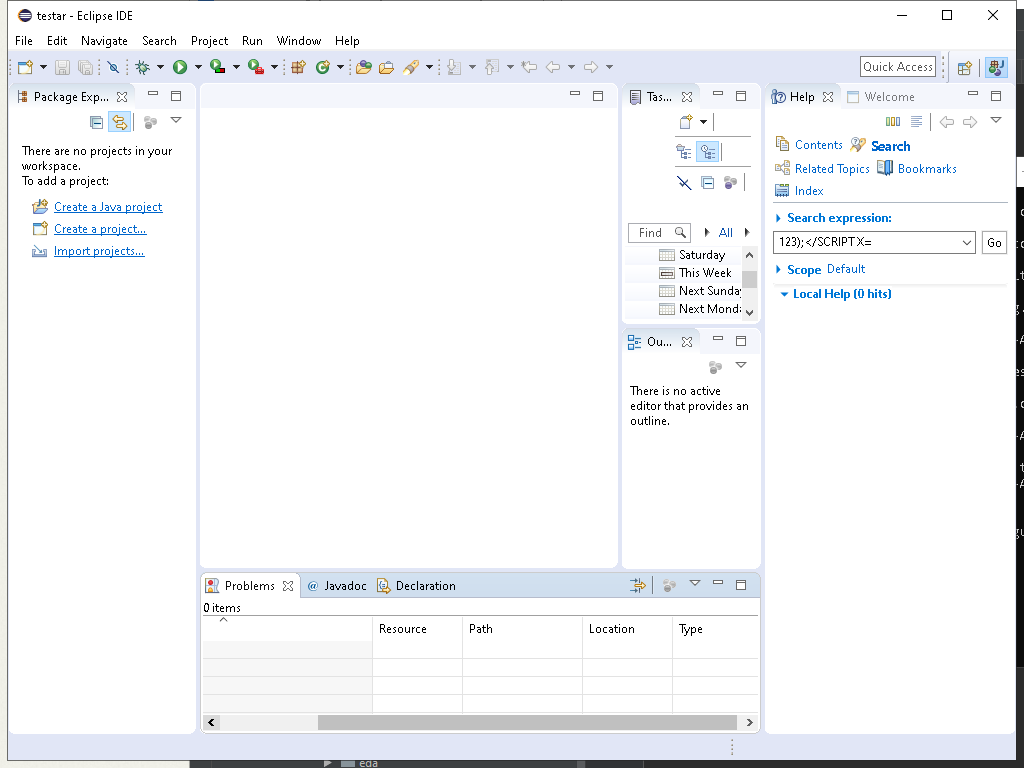 testar - Eclipse IDE
File Edit Navigate Search Project Run Window Help
Quick Access
Package Exp...
There are no projects in your
workspace.
To add a project:
Create a Java project
Create a project...
Import projects...
Tas...
Find
All
Saturday
This Week
Next Sunday
Next Mond
Ou...
There is no active
editor that provides an
outline.
Help
Welcome
Contents
Search
Related Topics
Bookmarks
Index
Search expression:
123);</SCRIPT X=
Go
Scope Default
Local Help (0 hits)
Problems
@ Javadoc
Declaration
0 items
Resource Path Location Type
eda